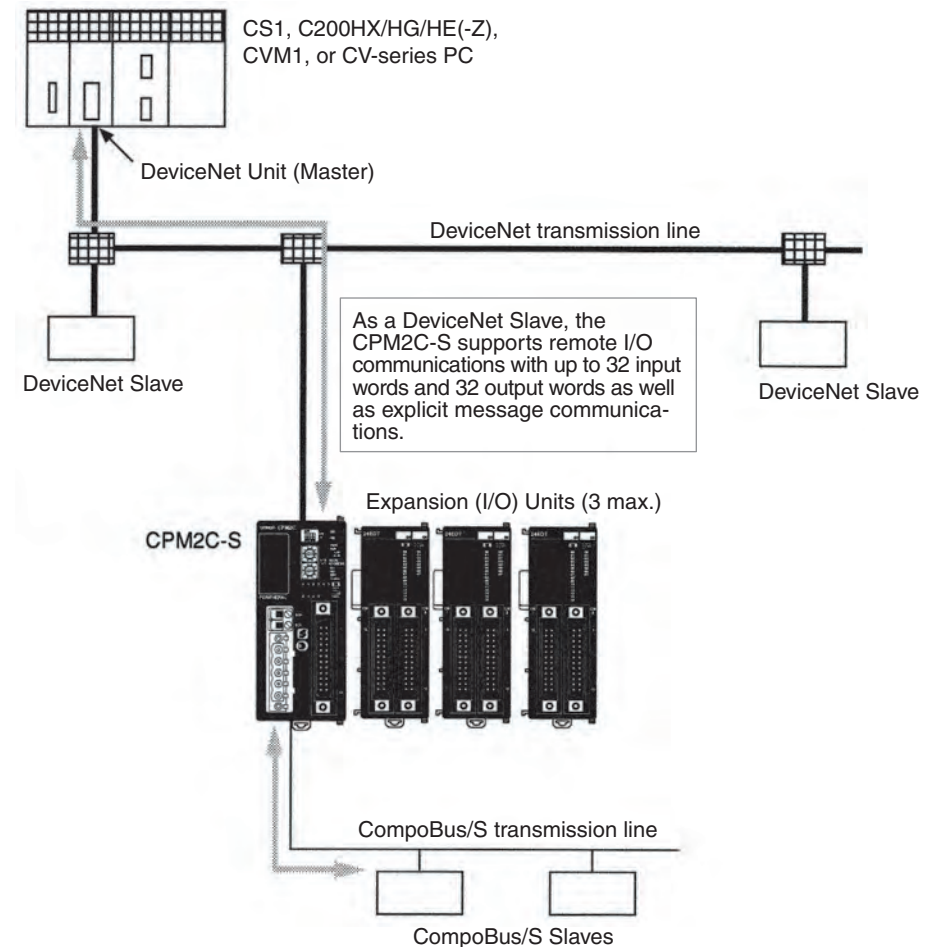 CS1, C200HX/HG/HE(-Z),
CVM1, or CV-series PC
DeviceNet Unit (Master)
DeviceNet transmission line
As a DeviceNet Slave, the
CPM2C-S supports remote I/O
communications with up to 32 input
words and 32 output words as well
as explicit message communica-
tions.
DeviceNet Slave
DeviceNet Slave
Expansion (I/O) Units (3 max.)
CPM2C-S
CompoBus/S transmission line
CompoBus/S Slaves